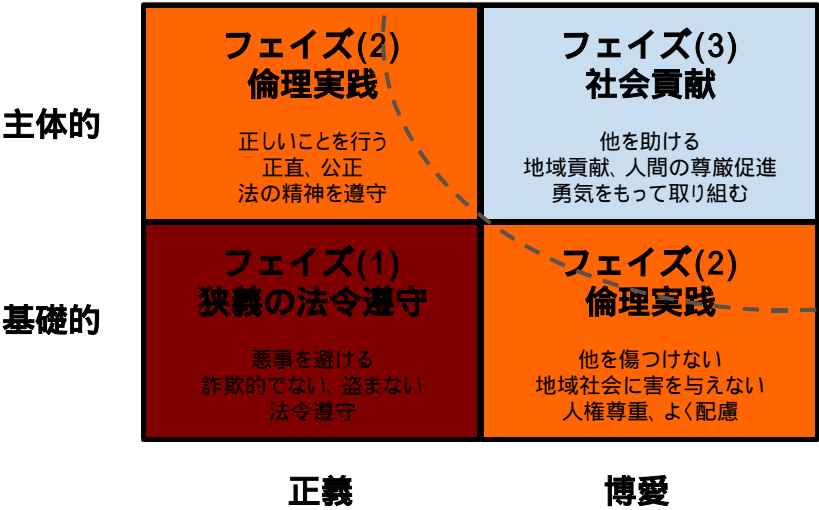 主体的
フェイズ(2)
倫理実践
正しいことを行う
正直、公正
法の精神を遵守
フェイズ(3)
社会貢献
他を助ける
地域貢献、人間の尊厳促進
勇気をもって取り組む
基礎的
フェイズ(1)
狭義の法令遵守
悪事を避ける
詐欺的でない、盗まない
法令遵守
フェイズ(2)
倫理実践
他を傷つけない
地域社会に害を与えない
人権尊重、よく配慮
正義
博愛